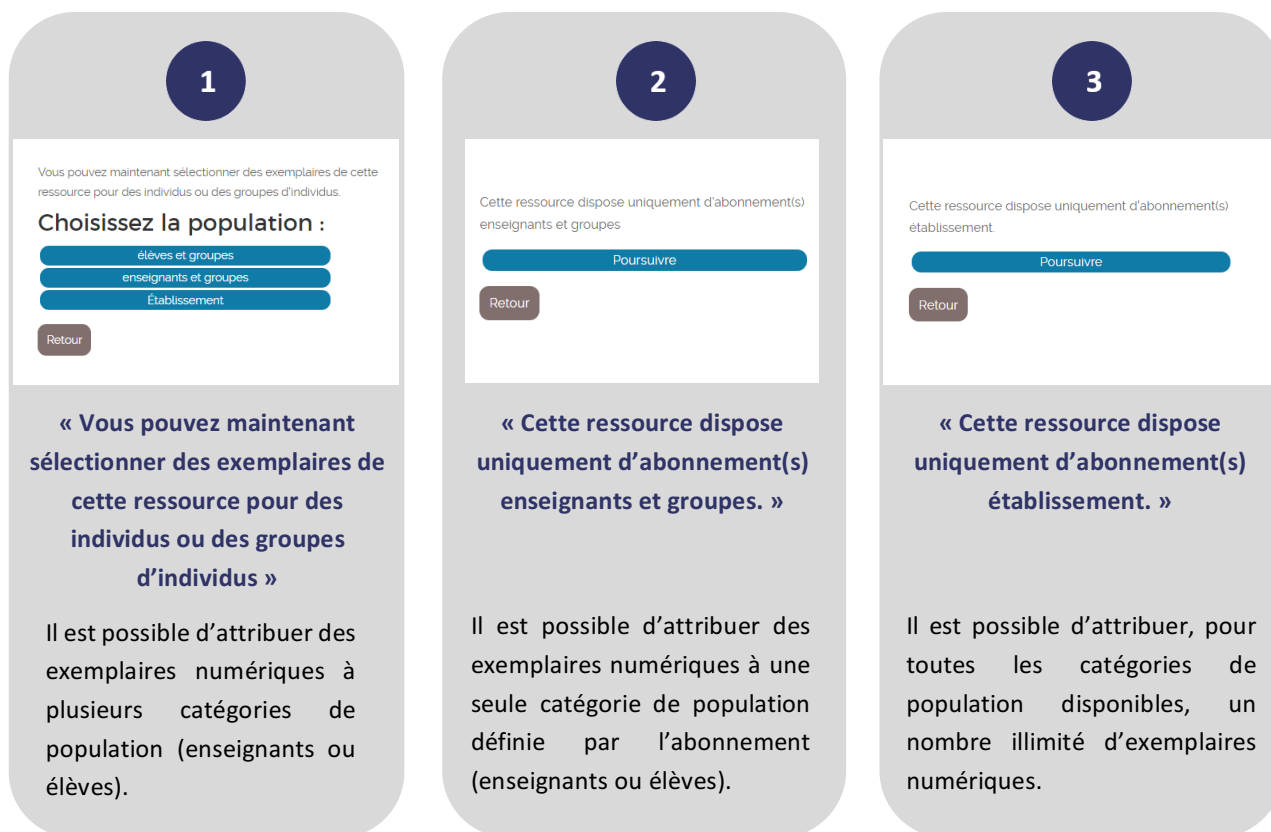 1
Vous pouvez maintenant sélectionner des exemplaires de cette
ressource pour des individus ou des groupes d'individus.
Choisissez la population :
élèves et groupes
enseignants et groupes
Établissement
Retour
« Vous pouvez maintenant
sélectionner des exemplaires de
cette ressource pour des
individus ou des groupes
d’individus »
Il est possible d’attribuer des
exemplaires numériques à
plusieurs catégories de
population (enseignants ou
élèves).
2
Cette ressource dispose uniquement d'abonnement(s)
enseignants et groupes
Poursuivre
Retour
« Cette ressource dispose
uniquement d’abonnement(s)
enseignants et groupes. »
Il est possible d’attribuer des
exemplaires numériques à une
seule catégorie de population
définie par l’abonnement
(enseignants ou élèves).
3
Cette ressource dispose uniquement d'abonnement(s)
établissement.
Poursuivre
Retour
« Cette ressource dispose
uniquement d’abonnement(s)
établissement. »
Il est possible d’attribuer, pour
toutes les catégories de
population disponibles, un
nombre illimité d’exemplaires
numériques.